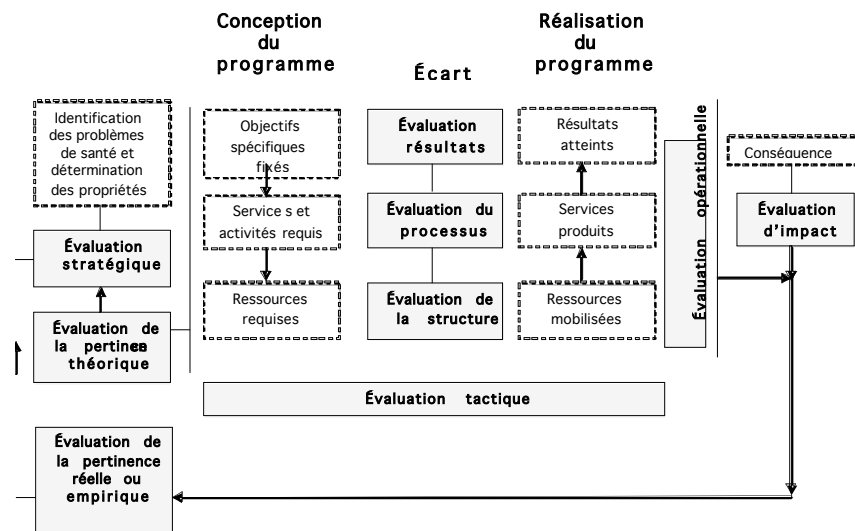 Conception
du
programme
Écart
Réalisation
du
programme
Identification
des problèmes
de santé et
détermination
des propriétés
Évaluation
stratégique
Évaluation de
la pertinence
théorique
Objectifs
spécifiques
fixés
Service s et
activités requis
Ressources
requises
Évaluation
résultats
Évaluation du
processus
Évaluation de
la structure
Résultats
atteints
Services
produits
Ressources
mobilisées
Évaluation opérationnelle
Conséquence
Évaluation
d’impact
Évaluation tactique
Évaluation de
la pertinence
réelle ou
empirique